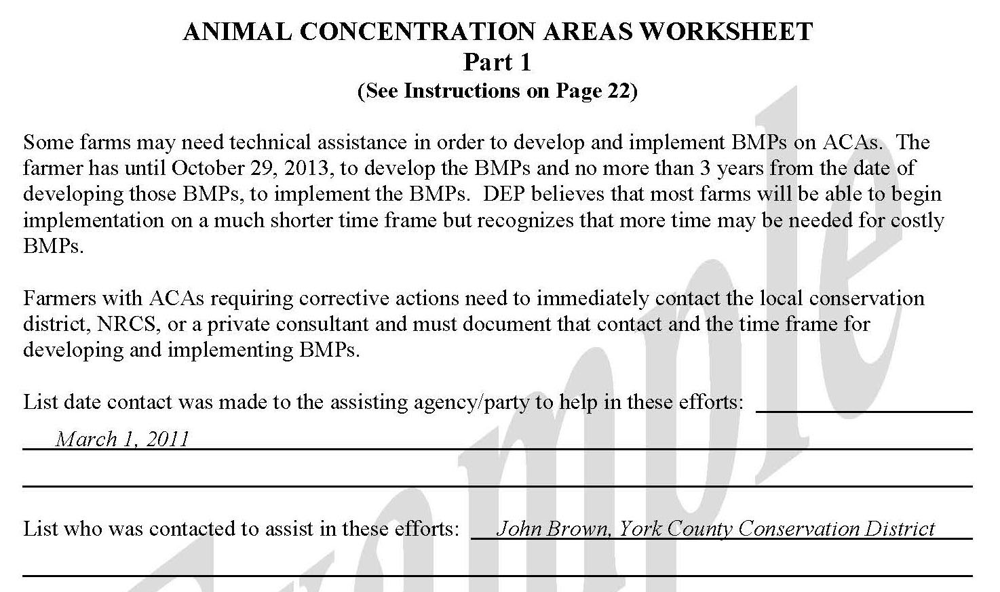 ANIMAL CONCENTRATION AREAS WORKSHEET
Part 1
(See Instructions on Page 22)
Some farms may need technical assistance in order to develop and implement BMPs on ACAs.  The
farmer has until October 29, 2013, to develop the BMPs and no more than 3 years from the date of
developing those BMPs, to implement the BMPs.  DEP believes that most farms will be able to begin
implementation on a much shorter time frame but recognizes that more time may be needed for costly
BMPs.
Farmers with ACAs requiring corrective actions need to immediately contact the local conservation
district, NRCS, or a private consultant and must document that contact and the time frame for
developing and implementing BMPs.
List date contact was made to the assisting agency/party to help in these efforts:
March 1, 2011
List who was contacted to assist in these efforts: John Brown, York County Conservation District
Example